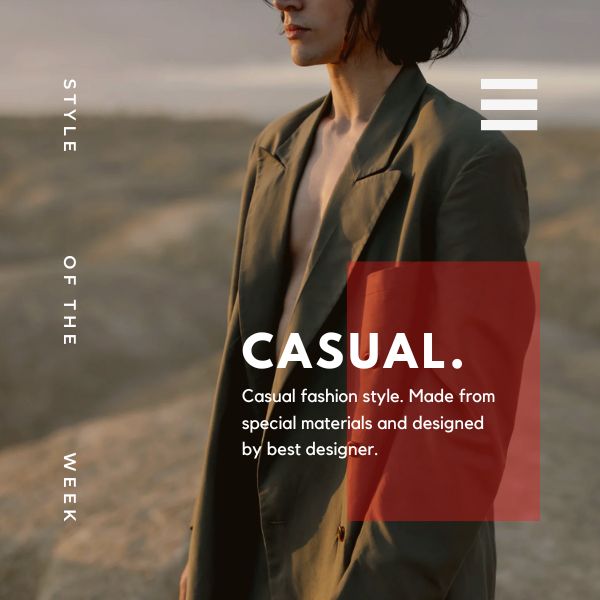 STYLE
OF THE
WEEK
CASUAL.
Casual fashion style. Made from
special materials and designed
by best designer.